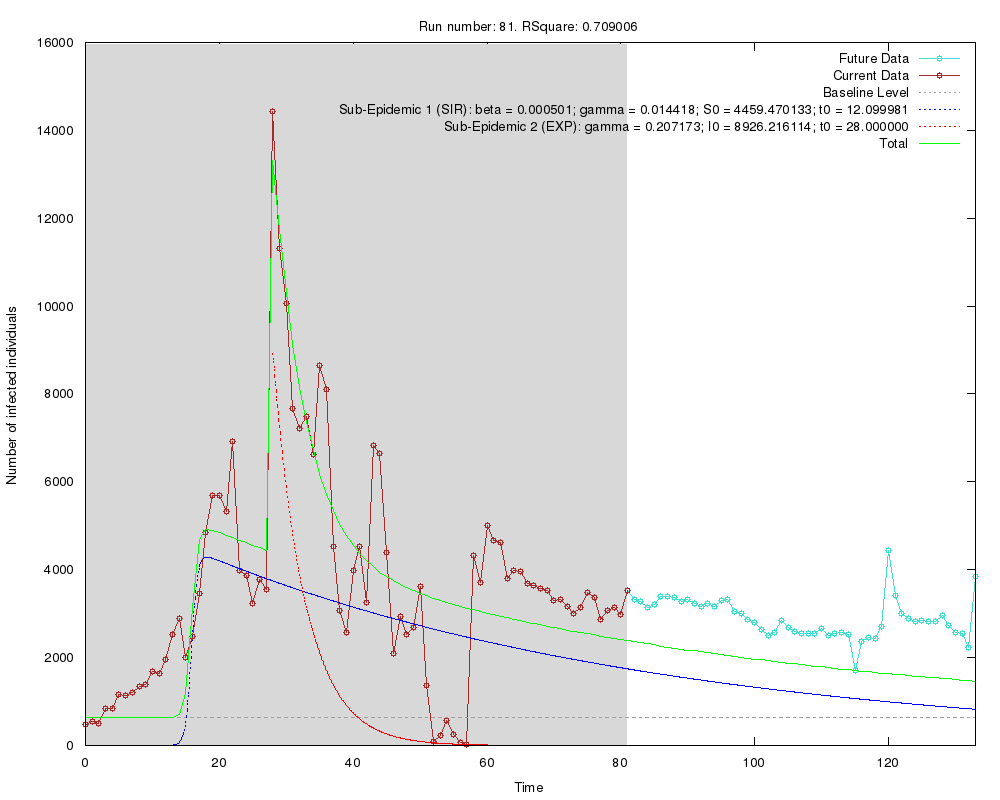 Run number: 81. RSquare: 0.709006
16000
14000
12000
10000
8000
6000
4000
2000
0
Number of infected individuals
Future Data
Current Data
Baseline Level
Sub-Epidemic 1 (SIR): beta = 0.000501; gamma = 0.014418; S0 = 4459.470133; t0 = 12.099981
Sub-Epidemic 2 (EXP): gamma = 0.207173; I0 = 8926.216114; t0 = 28.000000
Total
0 20 40 60 80 100 120
Time